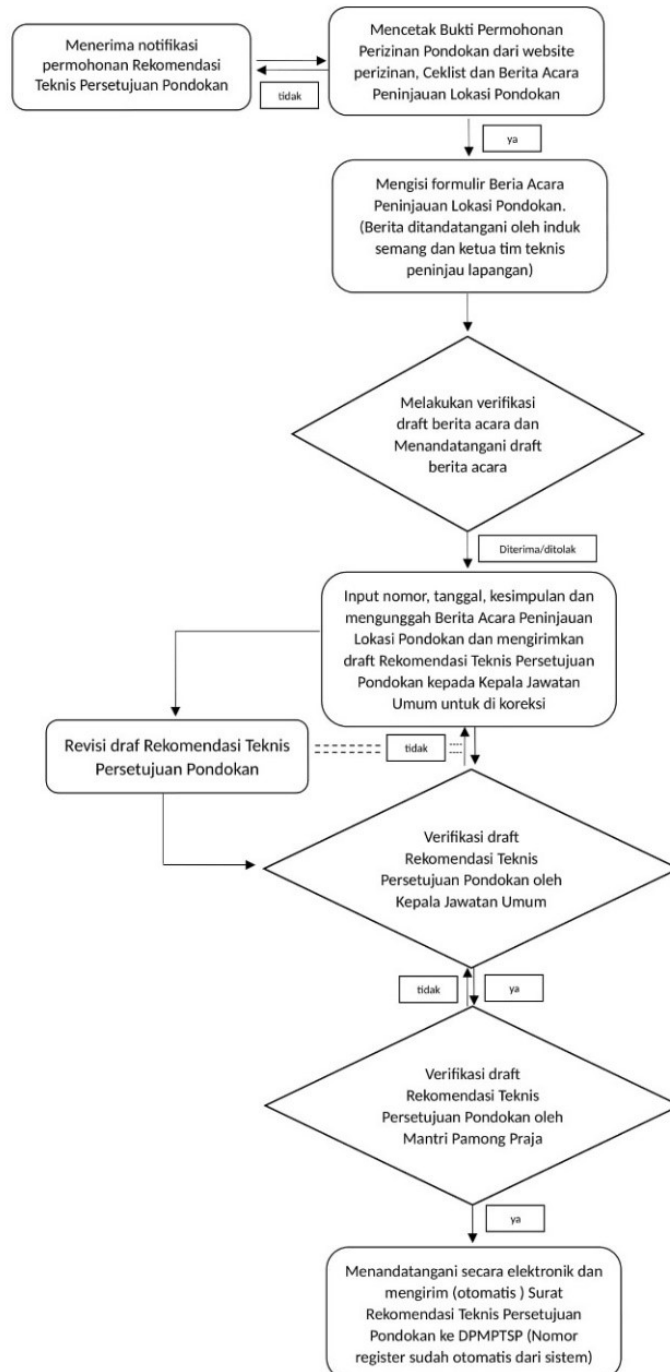 Menerima notifikasi
permohonan Rekomendasi
Teknis Persetujuan Pondokan
tidak
Mencetak Bukti Permohonan
Perizinan Pondokan dari website
perizinan, Ceklist dan Berita Acara
Peninjauan Lokasi Pondokan
ya
Mengisi formulir Beria Acara
Peninjauan Lokasi Pondokan.
(Berita ditandatangani oleh induk
semang dan ketua tim teknis
peninjau lapangan)
Melakukan verifikasi
draft berita acara dan
Menandatangani draft
berita acara
Diterima/ditolak
Input nomor, tanggal, kesimpulan dan
mengunggah Berita Acara Peninjauan
Lokasi Pondokan dan mengirimkan
draft Rekomendasi Teknis Persetujuan
Pondokan kepada Kepala Jawatan
Umum untuk di koreksi
Revisi draf Rekomendasi Teknis
Persetujuan Pondokan
tidak
Verifikasi draft
Rekomendasi Teknis
Persetujuan Pondokan oleh
Kepala Jawatan Umum
tidak
ya
Verifikasi draft
Rekomendasi Teknis
Persetujuan Pondokan oleh
Mantri Pamong Praja
ya
Menandatangani secara elektronik dan
mengirim (otomatis ) Surat
Rekomendasi Teknis Persetujuan
Pondokan ke DPMPTSP (Nomor
register sudah otomatis dari sistem)